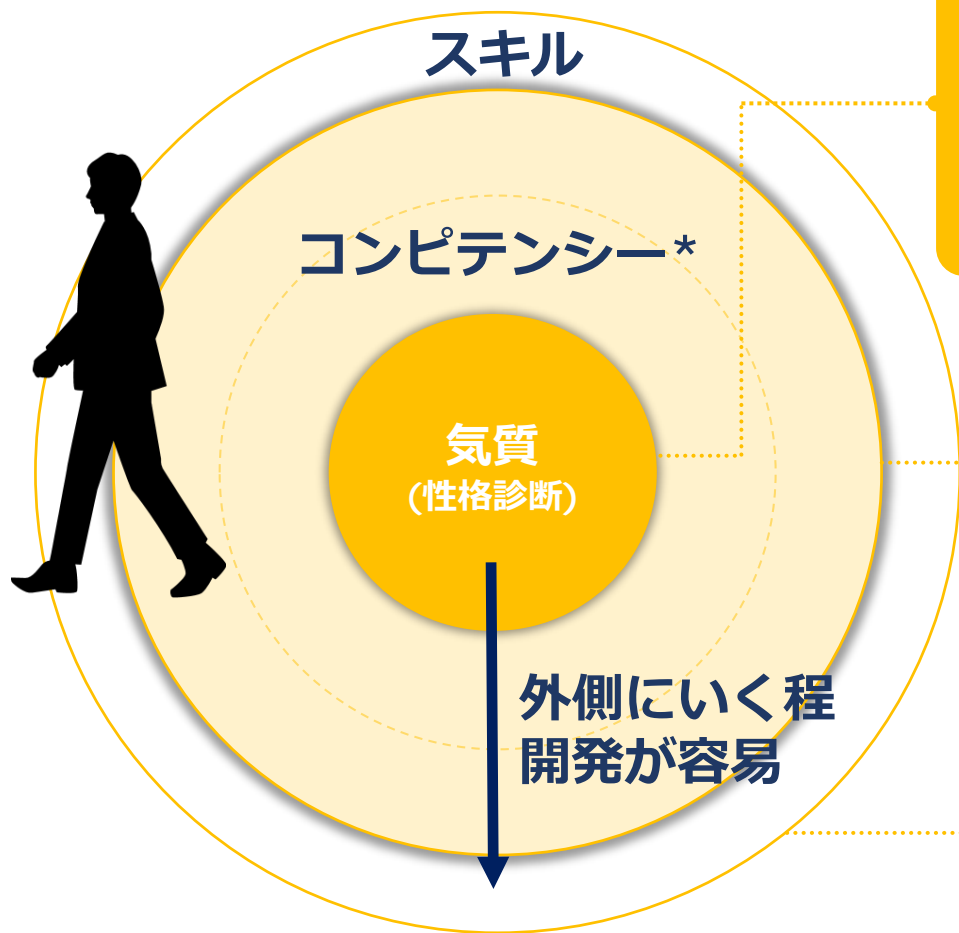 スキル
コンピテンシー*
気質
(性格診断)
外側にいく程
開発が容易